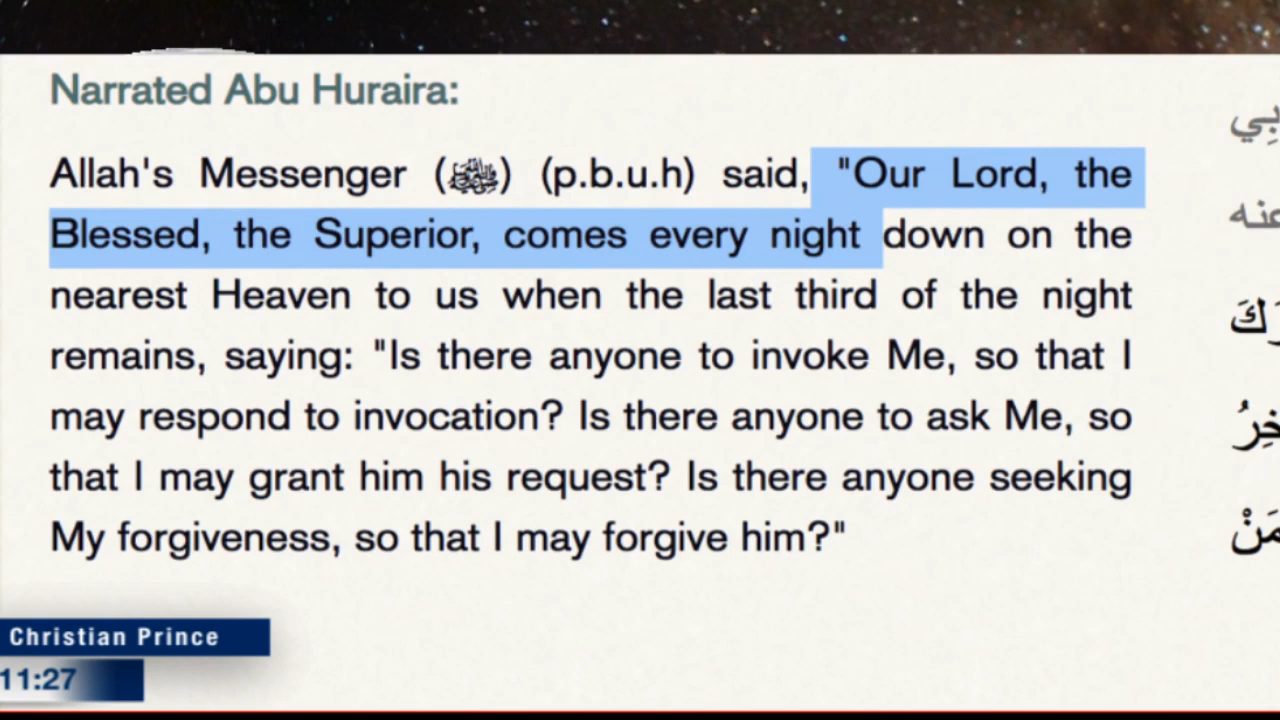 Narrated Abu Huraira:
Allah's Messenger (ﷺ) (p.b.u.h) said, "Our Lord, the
Blessed, the Superior, comes every night down on the
nearest Heaven to us when the last third of the night
remains, saying: "Is there anyone to invoke Me, so that I
may respond to invocation? Is there anyone to ask Me, so
that I may grant him his request? Is there anyone seeking
My forgiveness, so that I may forgive him?"
عنه
مَنْ
Christian Prince
11:27